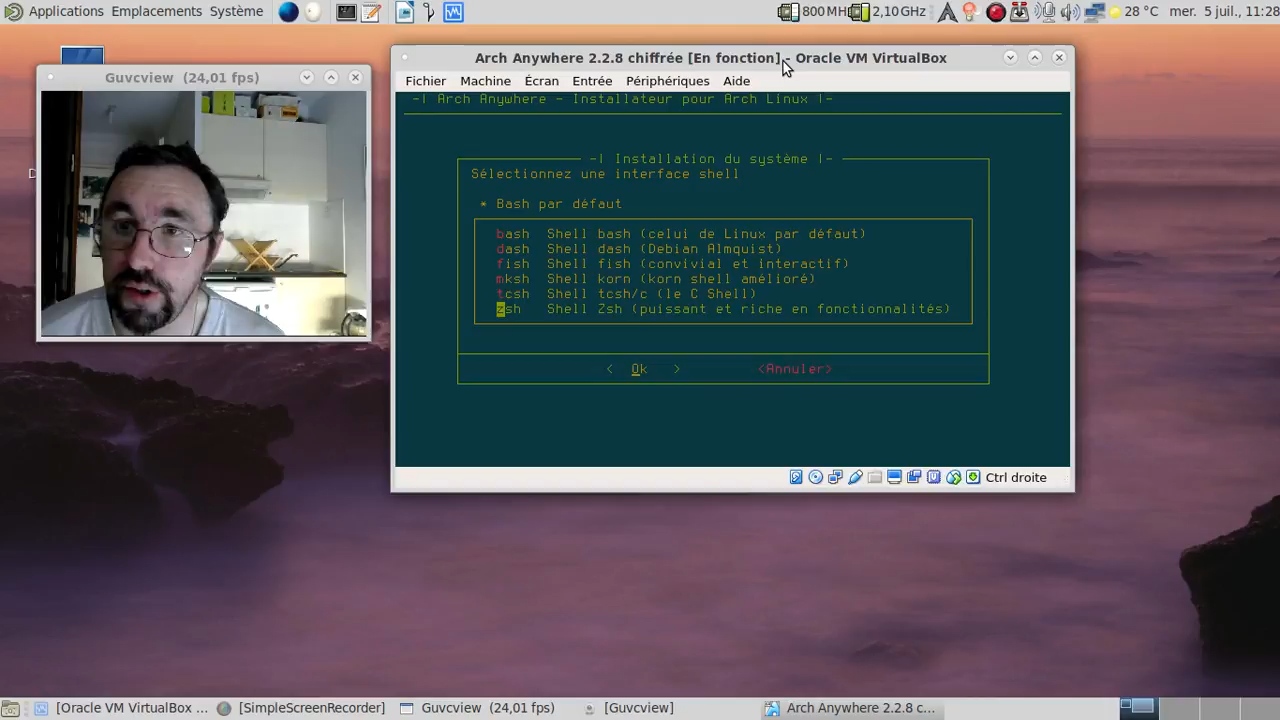 Applications Emplacements Système 800 MH 2,10 GHz 28 °C mer. 5 juil., 11:28
Guvcview (24,01 fps)
Arch Anywhere 2.2.8 chiffrée [En fonction] - Oracle VM VirtualBox
Fichier Machine Écran Entrée Périphériques Aide
-| Arch Anywhere - Installateur pour Arch Linux |-
-| Installation du système |-
Sélectionnez une interface shell
* Bash par défaut
bash Shell bash (celui de Linux par défaut)
dash Shell dash (Debian Almquist)
fish Shell fish (convivial et interactif)
mksh Shell korn (korn shell amélioré)
tcsh Shell tcsh/c (le C Shell)
zsh Shell Zsh (puissant et riche en fonctionnalités)
< Ok > <Annuler>
Ctrl droite
[Oracle VM VirtualBox ... [SimpleScreenRecorder] Guvcview (24,01 fps) [Guvcview] Arch Anywhere 2.2.8 c...